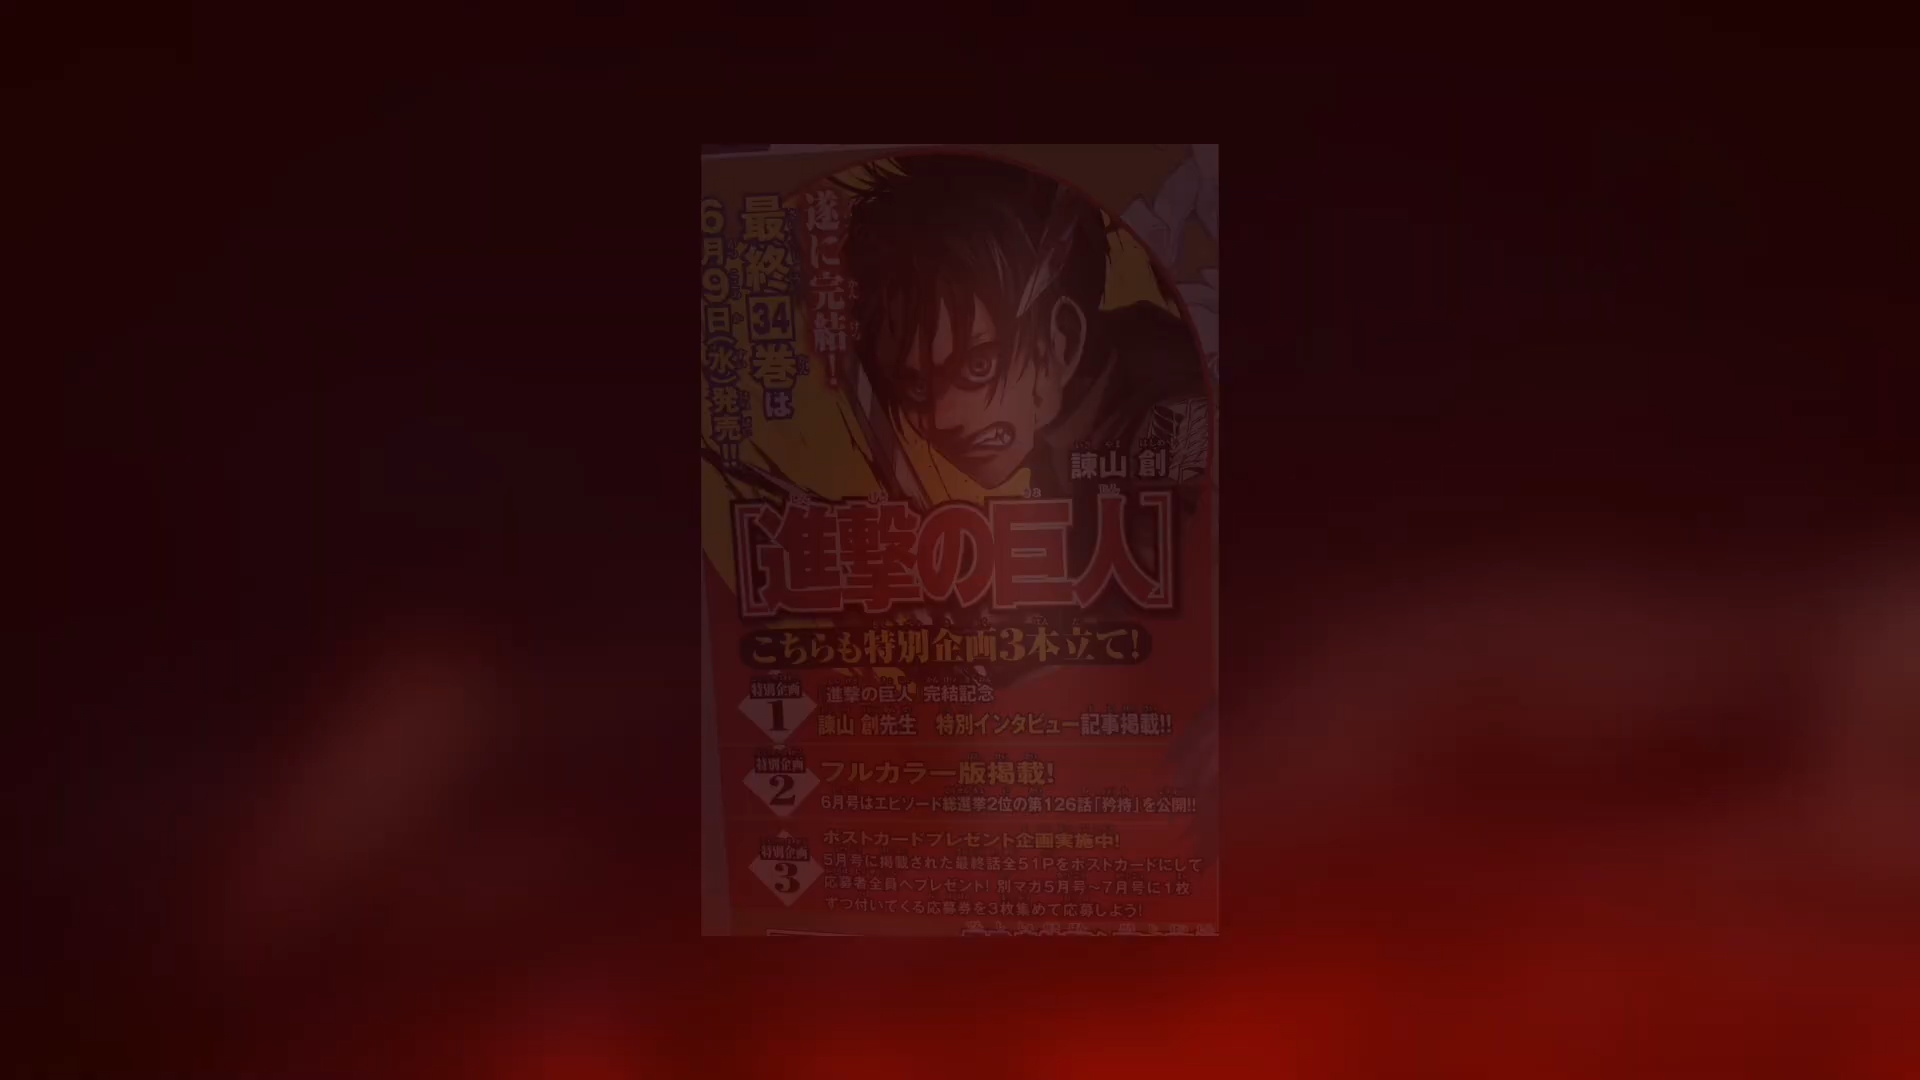 遂に完結!
最終34巻は
6月9日(水)発売!!
諫山 創
進撃の巨人
こちらも特別企画3本立て!
特別企画
1
「進撃の巨人」完結記念
諫山 創先生 特別インタビュー記事掲載!!
特別企画
2
フルカラー版掲載!
6月号はエピソード総選挙2位の第126話「矜持」を公開!!
特別企画
3
ポストカードプレゼント企画実施中!
5月号に掲載された最終話全51Pをポストカードにして
応募者全員へプレゼント! 別マガ5月号~7月号に1枚
ずつ付いてくる応募券を3枚集めて応募しよう!